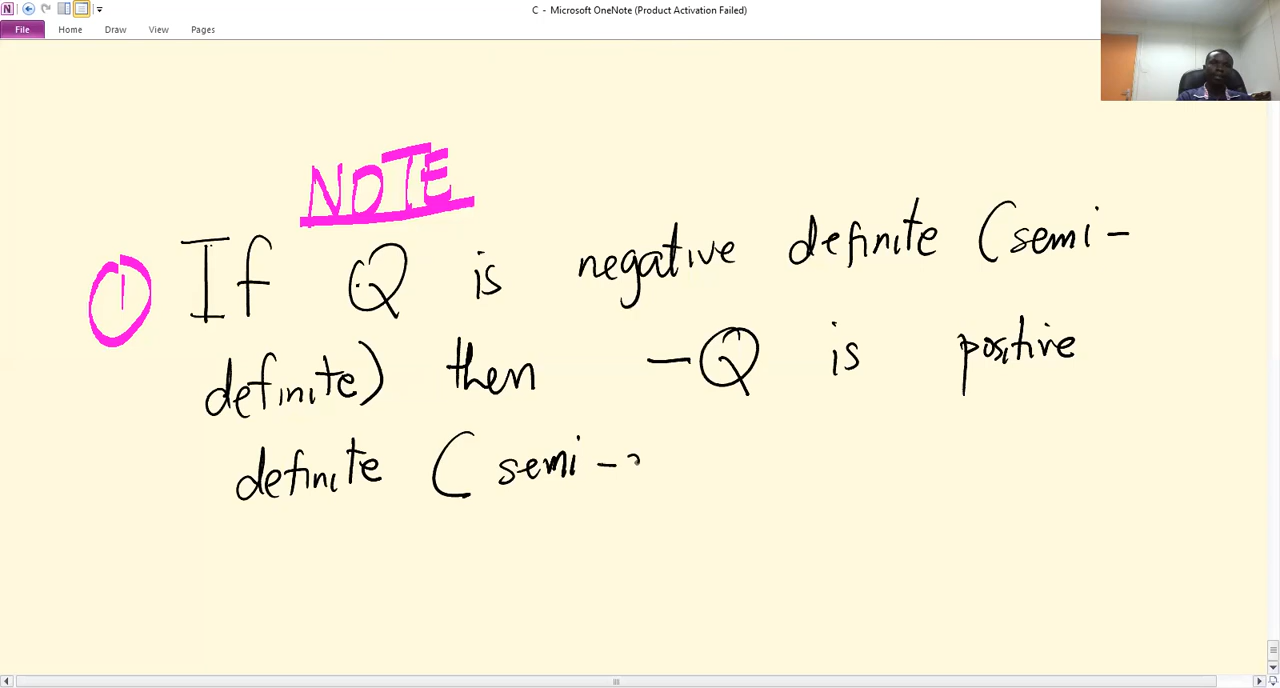 C - Microsoft OneNote (Product Activation Failed)
File Home Draw View Pages
NOTE
① If Q is negative definite (semi-
definite) then -Q is positive
definite ( semi -